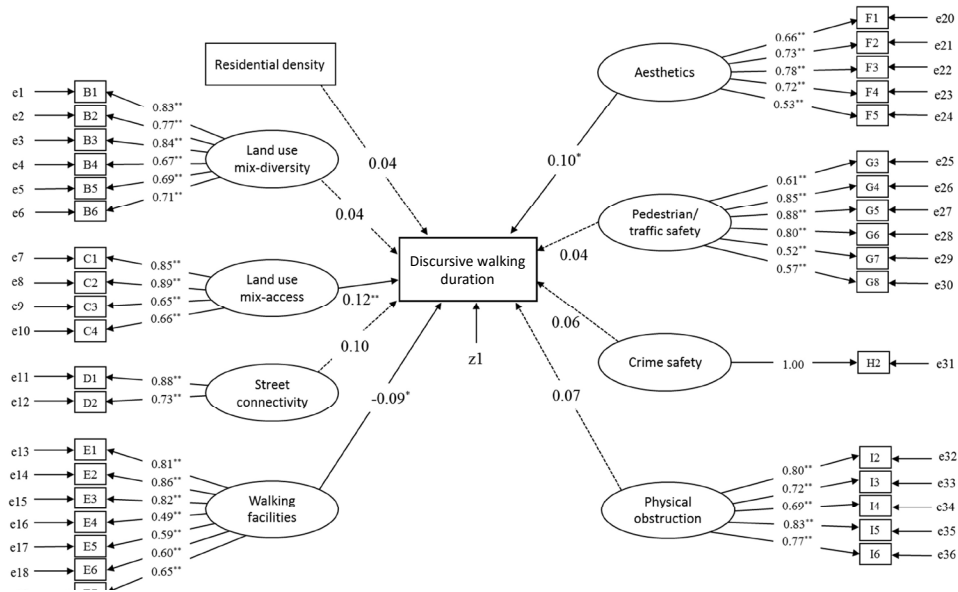 Residential density
e1
B1
0.83**
e2
B2
0.77**
e3
B3
0.84**
e4
B4
0.67**
e5
B5
0.69**
e6
B6
0.71**
Land use
mix-diversity
0.04
0.04
e7
C1
0.85**
e8
C2
0.89**
e9
C3
0.65**
e10
C4
0.66**
Land use
mix-access
0.12**
e11
D1
0.88**
e12
D2
0.73**
Street
connectivity
0.10
e13
E1
0.81**
e14
E2
0.86**
e15
E3
0.82**
e16
E4
0.49**
e17
E5
0.59**
e18
E6
0.60**
0.65**
Walking
facilities
-0.09*
Discursive walking
duration
z1
Aesthetics
0.10*
0.66**
F1
e20
0.73**
F2
e21
0.78**
F3
e22
0.72**
F4
e23
0.53**
F5
e24
Pedestrian/
traffic safety
0.04
0.61**
G3
e25
0.85**
G4
e26
0.88**
G5
e27
0.80**
G6
e28
0.52**
G7
e29
0.57**
G8
e30
Crime safety
0.06
1.00
H2
e31
Physical
obstruction
0.07
0.80**
I2
e32
0.72**
I3
e33
0.69**
I4
e34
0.83**
I5
e35
0.77**
I6
e36